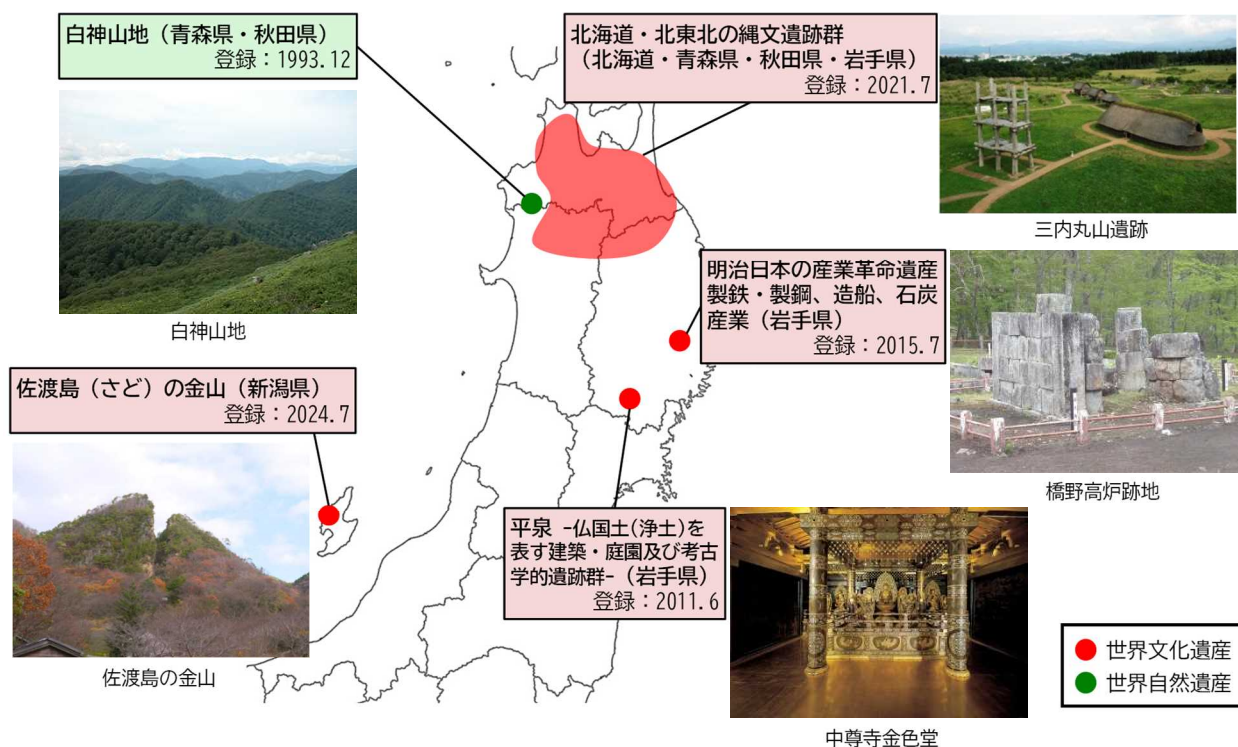 白神山地（青森県・秋田県）
登録：1993.12
北海道・北東北の縄文遺跡群
（北海道・青森県・秋田県・岩手県）
登録：2021.7
三内丸山遺跡
白神山地
明治日本の産業革命遺産
製鉄・製鋼、造船、石炭
産業（岩手県）
登録：2015.7
橋野高炉跡地
佐渡島（さど）の金山（新潟県）
登録：2024.7
佐渡島の金山
平泉 -仏国土(浄土)を
表す建築・庭園及び考古
学的遺跡群-（岩手県）
登録：2011.6
中尊寺金色堂
世界文化遺産
世界自然遺産